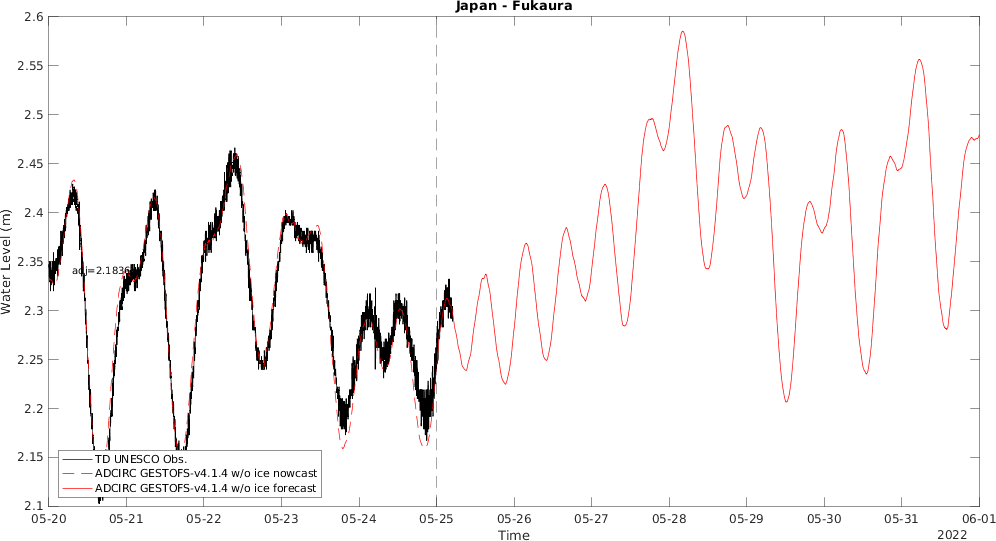 Japan - Fukaura
2.6
2.55
2.5
2.45
2.4
2.35
2.3
2.25
2.2
2.15
2.1
Water Level (m)
adj=2.1836
TD UNESCO Obs.
ADCIRC GESTOFS-v4.1.4 w/o ice nowcast
ADCIRC GESTOFS-v4.1.4 w/o ice forecast
05-20 05-21 05-22 05-23 05-24 05-25 05-26 05-27 05-28 05-29 05-30 05-31 06-01
Time
2022